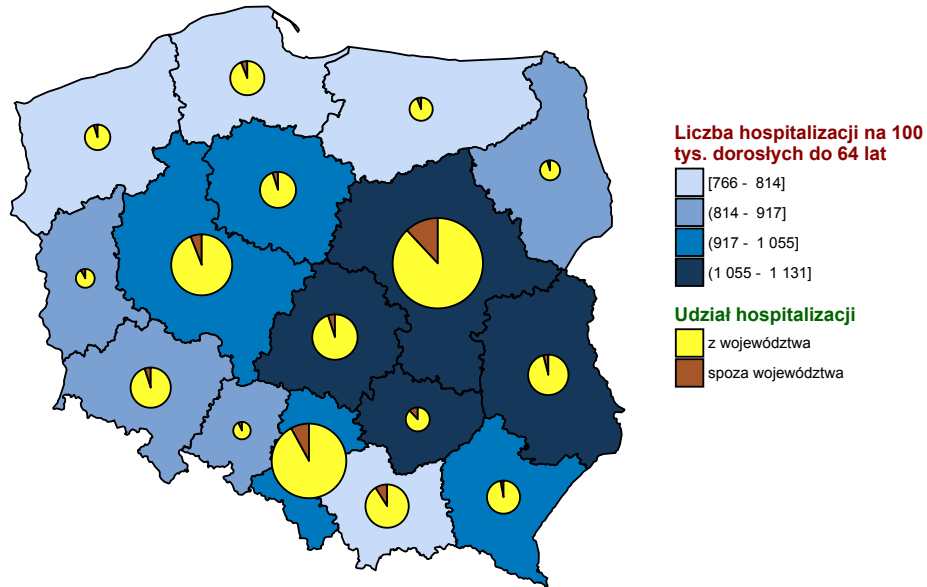 Liczba hospitalizacji na 100
tys. dorosłych do 64 lat
[766 - 814]
(814 - 917]
(917 - 1 055]
(1 055 - 1 131]
Udział hospitalizacji
z województwa
spoza województwa